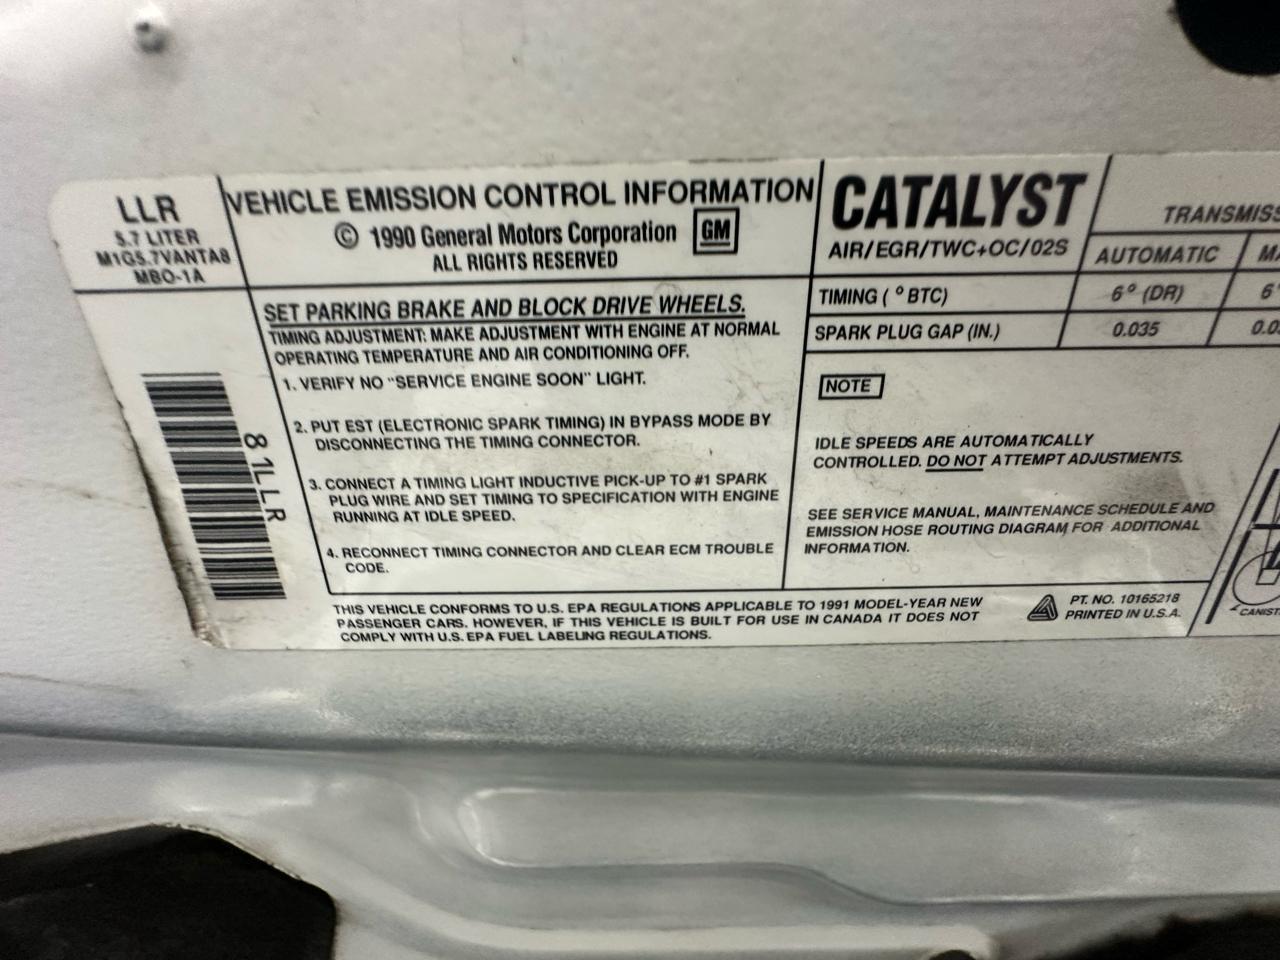 LLR
5.7 LITER
M1G5.7VANTA8
MBO-1A
81LLR
VEHICLE EMISSION CONTROL INFORMATION
© 1990 General Motors Corporation GM
ALL RIGHTS RESERVED
SET PARKING BRAKE AND BLOCK DRIVE WHEELS.
TIMING ADJUSTMENT: MAKE ADJUSTMENT WITH ENGINE AT NORMAL
OPERATING TEMPERATURE AND AIR CONDITIONING OFF.
1. VERIFY NO "SERVICE ENGINE SOON" LIGHT.
2. PUT EST (ELECTRONIC SPARK TIMING) IN BYPASS MODE BY
DISCONNECTING THE TIMING CONNECTOR.
3. CONNECT A TIMING LIGHT INDUCTIVE PICK-UP TO #1 SPARK
PLUG WIRE AND SET TIMING TO SPECIFICATION WITH ENGINE
RUNNING AT IDLE SPEED.
4. RECONNECT TIMING CONNECTOR AND CLEAR ECM TROUBLE
CODE.
CATALYST
AIR/EGR/TWC+OC/02S
TRANSMISS
AUTOMATIC MA
TIMING (°BTC) 6° (DR) 6°
SPARK PLUG GAP (IN.) 0.035 0.03
NOTE
IDLE SPEEDS ARE AUTOMATICALLY
CONTROLLED. DO NOT ATTEMPT ADJUSTMENTS.
SEE SERVICE MANUAL, MAINTENANCE SCHEDULE AND
EMISSION HOSE ROUTING DIAGRAM FOR ADDITIONAL
INFORMATION.
THIS VEHICLE CONFORMS TO U.S. EPA REGULATIONS APPLICABLE TO 1991 MODEL-YEAR NEW
PASSENGER CARS. HOWEVER, IF THIS VEHICLE IS BUILT FOR USE IN CANADA IT DOES NOT
COMPLY WITH U.S. EPA FUEL LABELING REGULATIONS.
PT. NO. 10165218
PRINTED IN U.S.A.
CANIST